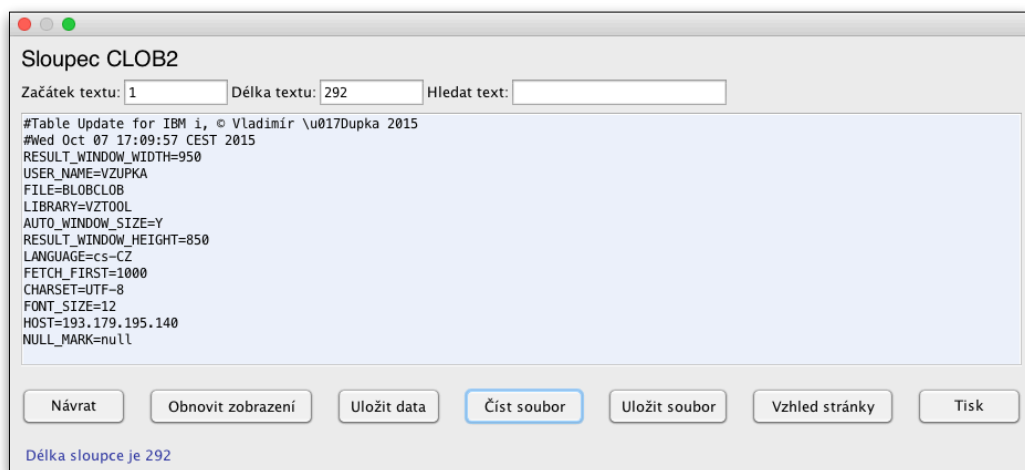 Sloupec CLOB2
Začátek textu: 1 Délka textu: 292 Hledat text:
#Table Update for IBM i, © Vladimír \u017Dupka 2015
#Wed Oct 07 17:09:57 CEST 2015
RESULT_WINDOW_WIDTH=950
USER_NAME=VZUPKA
FILE=BLOBCLOB
LIBRARY=VZTOOL
AUTO_WINDOW_SIZE=Y
RESULT_WINDOW_HEIGHT=850
LANGUAGE=cs-CZ
FETCH_FIRST=1000
CHARSET=UTF-8
FONT_SIZE=12
HOST=193.179.195.140
NULL_MARK=null
Návrat Obnovit zobrazení Uložit data Číst soubor Uložit soubor Vzhled stránky Tisk
Délka sloupce je 292